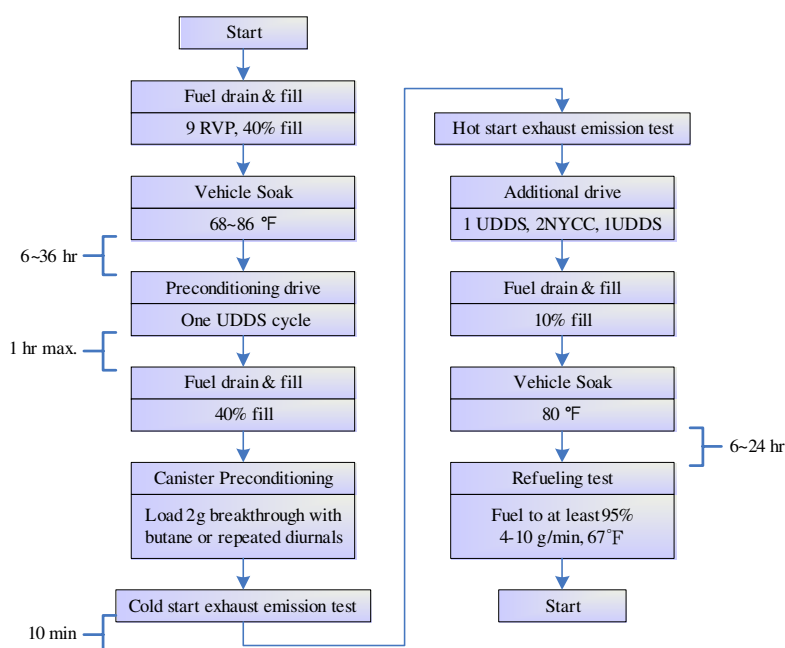 Start
Fuel drain & fill
9 RVP, 40% fill
Vehicle Soak
68~86 ℉
6~36 hr
Preconditioning drive
One UDDS cycle
1 hr max.
Fuel drain & fill
40% fill
Canister Preconditioning
Load 2g breakthrough with
butane or repeated diurnals
Cold start exhaust emission test
10 min
Hot start exhaust emission test
Additional drive
1 UDDS, 2NYCC, 1UDDS
Fuel drain & fill
10% fill
Vehicle Soak
80 ℉
6~24 hr
Refueling test
Fuel to at least 95%
4-10 g/min, 67°F
Start